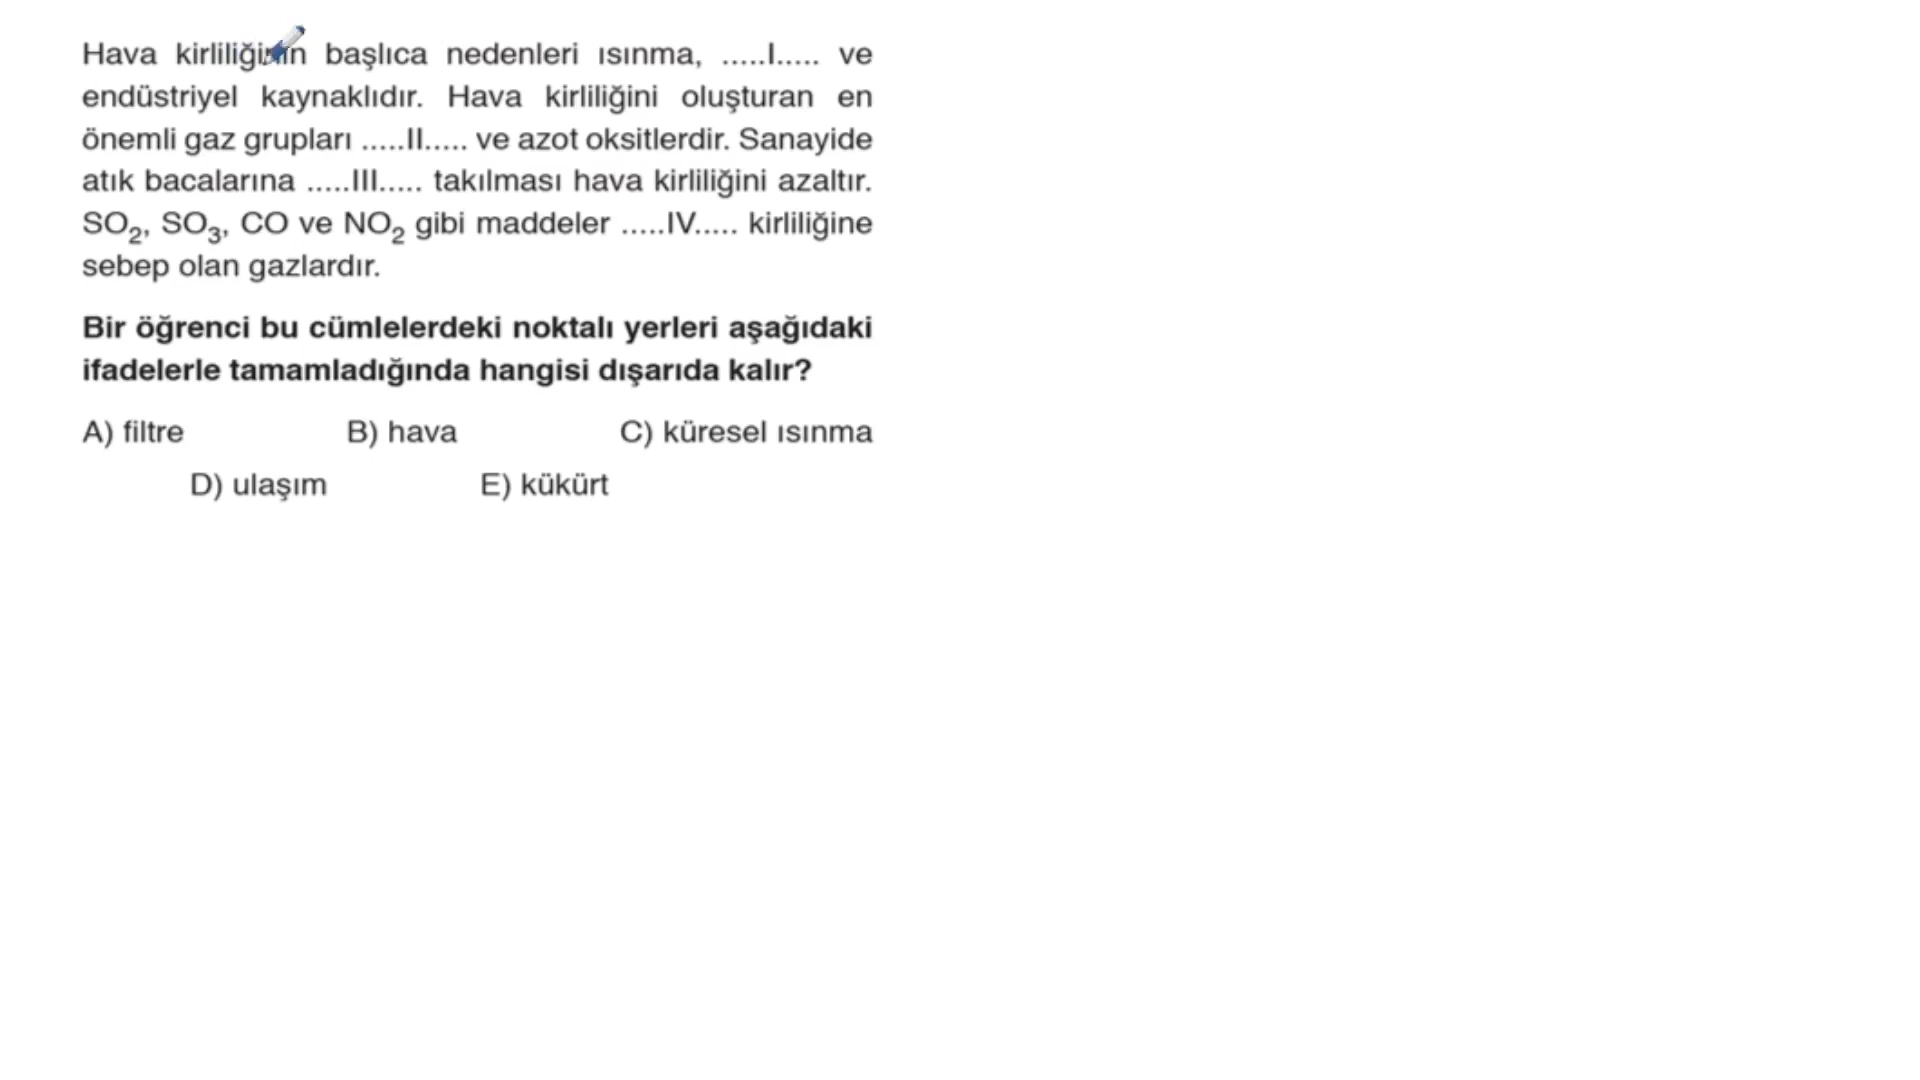 Hava kirliliğinin başlıca nedenleri ısınma, .....I..... ve
endüstriyel kaynaklıdır. Hava kirliliğini oluşturan en
önemli gaz grupları .....II..... ve azot oksitlerdir. Sanayide
atık bacalarına .....III..... takılması hava kirliliğini azaltır.
SO₂, SO₃, CO ve NO₂ gibi maddeler .....IV..... kirliliğine
sebep olan gazlardır.
Bir öğrenci bu cümlelerdeki noktalı yerleri aşağıdaki
ifadelerle tamamladığında hangisi dışarıda kalır?
A) filtre B) hava C) küresel ısınma
D) ulaşım E) kükürt